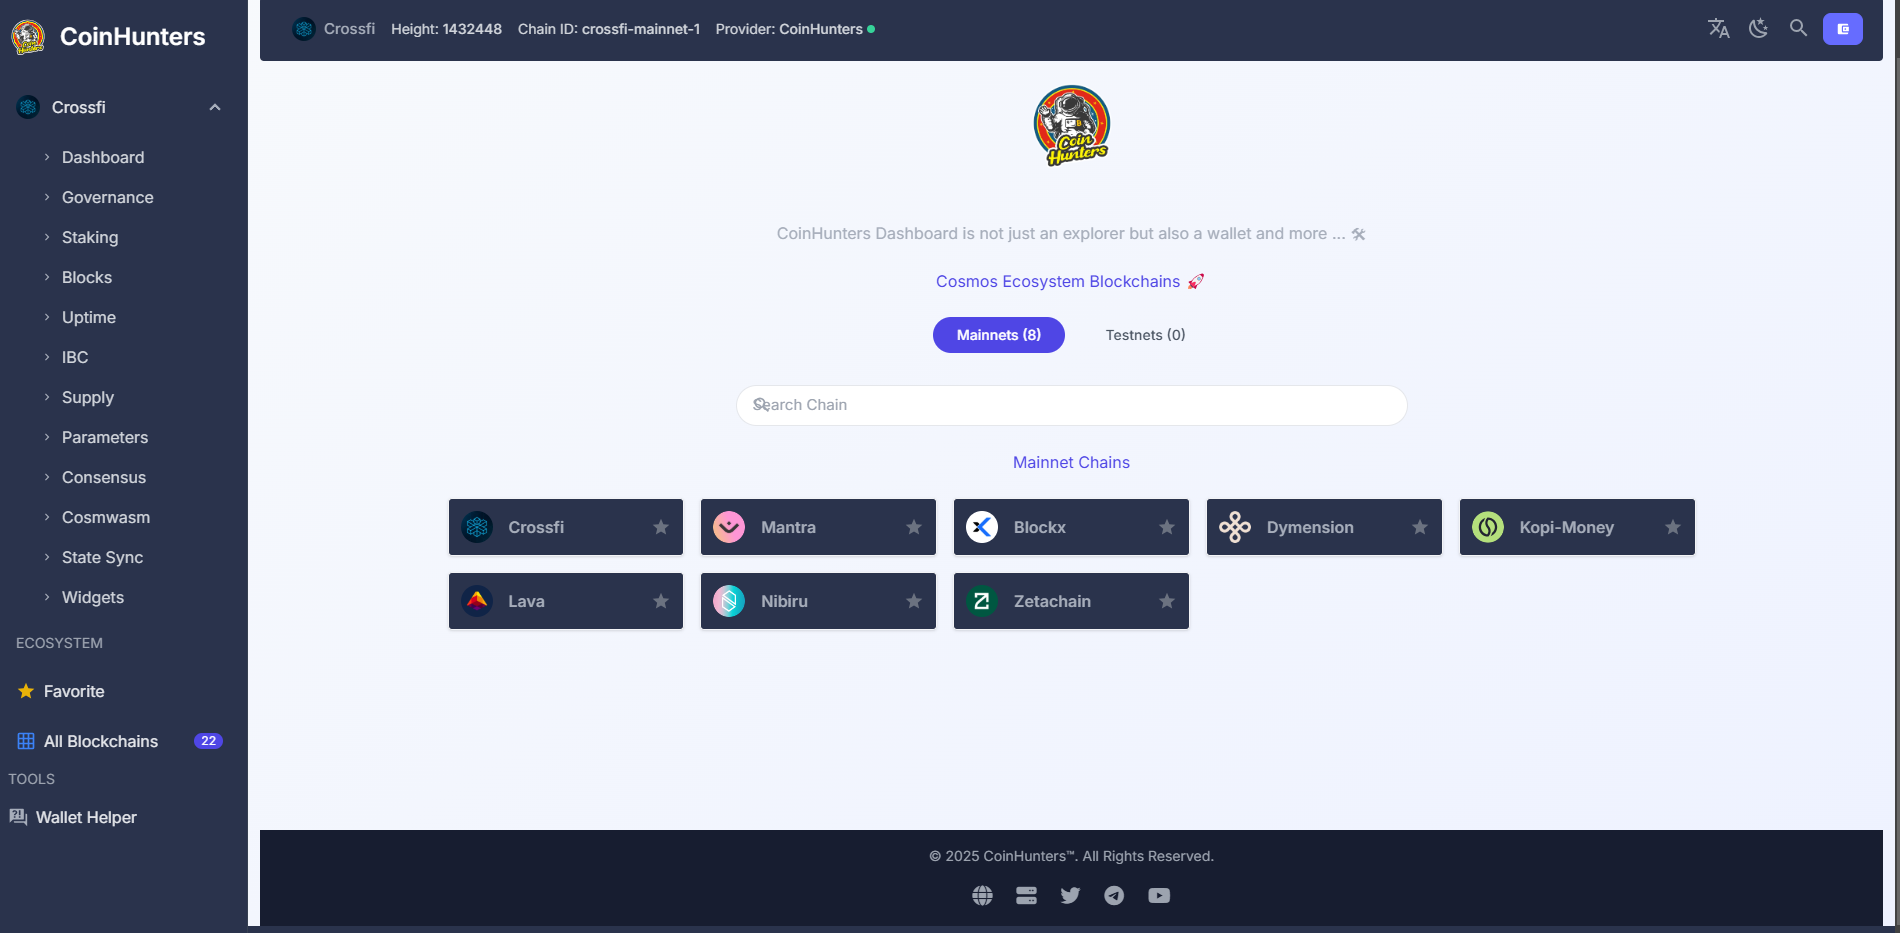 CoinHunters
Crossfi
Dashboard
Governance
Staking
Blocks
Uptime
IBC
Supply
Parameters
Consensus
Cosmwasm
State Sync
Widgets
ECOSYSTEM
Favorite
All Blockchains 22
TOOLS
Wallet Helper
Crossfi Height: 1432448 Chain ID: crossfi-mainnet-1 Provider: CoinHunters
Coin
Hunters
CoinHunters Dashboard is not just an explorer but also a wallet and more ... 🛠
Cosmos Ecosystem Blockchains 🚀
Mainnets (8) Testnets (0)
Search Chain
Mainnet Chains
Crossfi Mantra Blockx Dymension Kopi-Money
Lava Nibiru Zetachain
© 2025 CoinHunters™. All Rights Reserved.